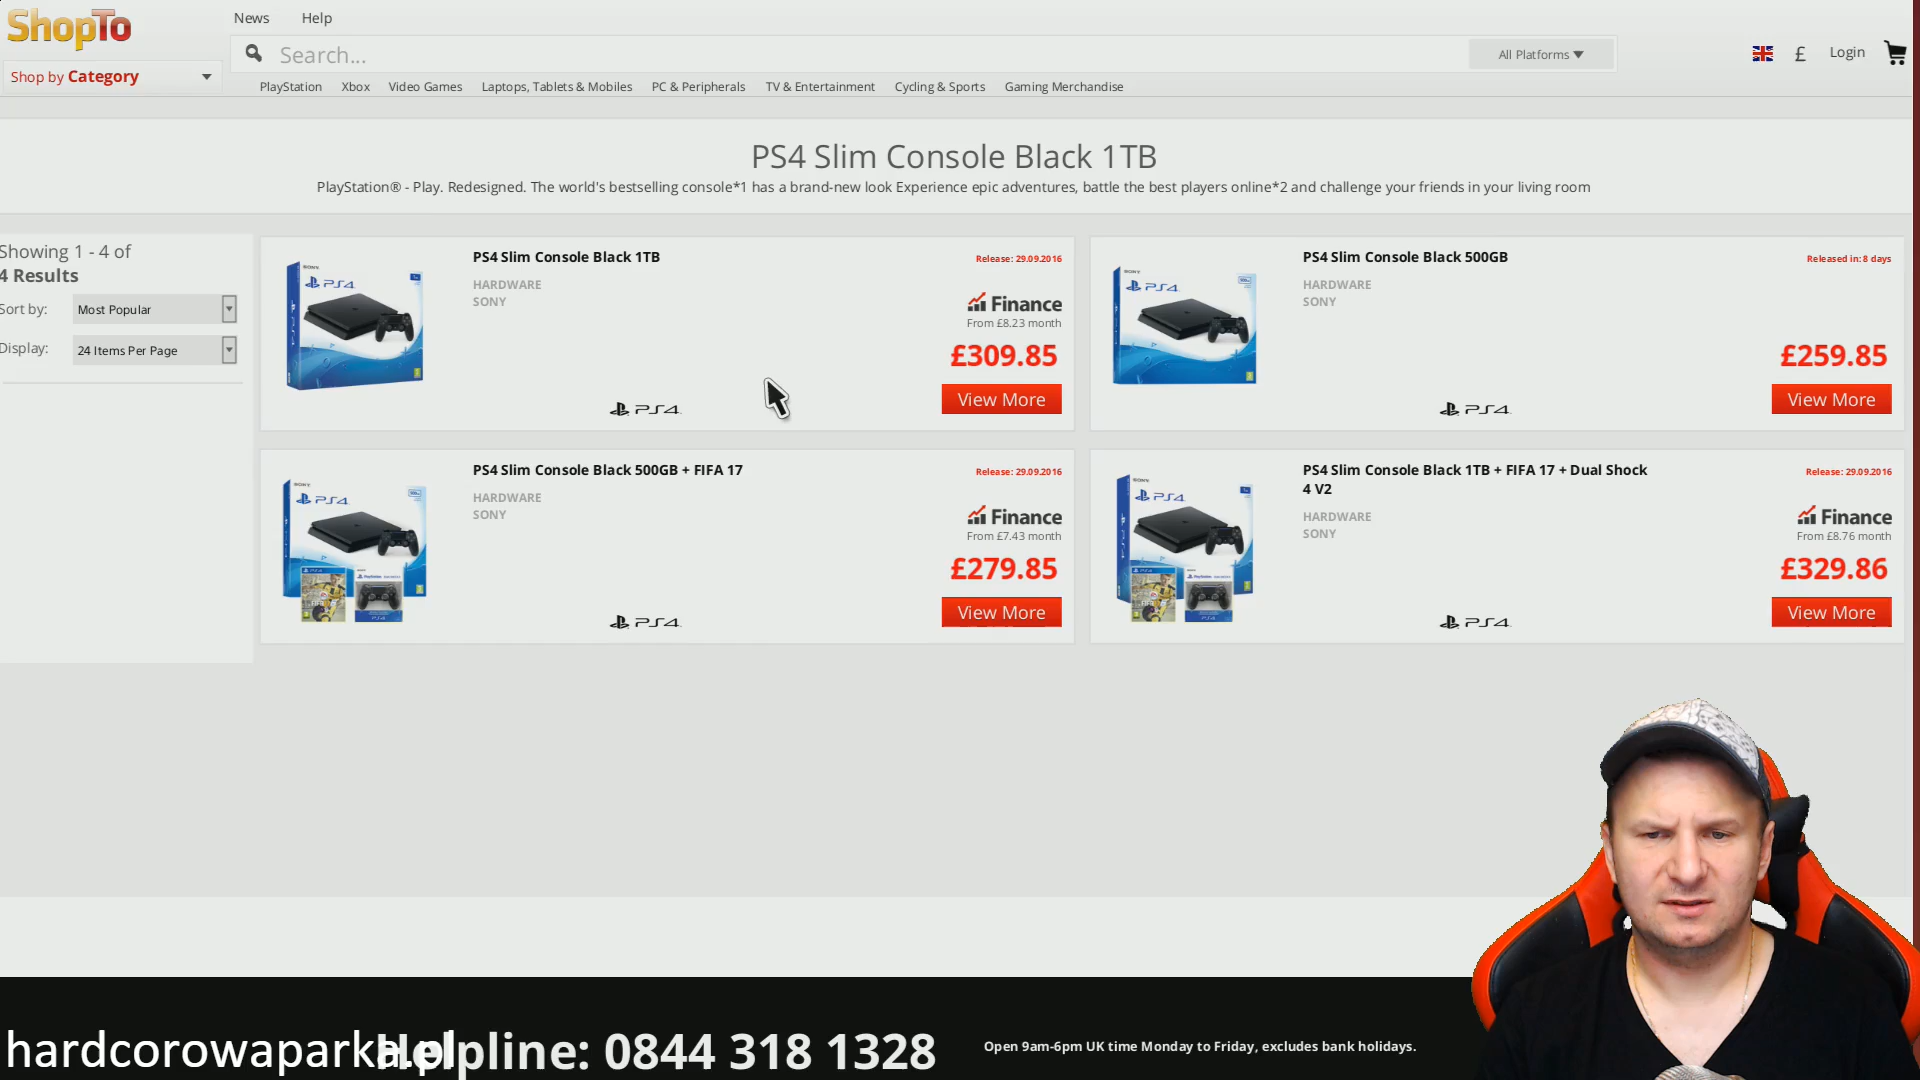 ShopTo
News
Help
Search...
All Platforms
£
Login
Shop by Category
PlayStation
Xbox
Video Games
Laptops, Tablets & Mobiles
PC & Peripherals
TV & Entertainment
Cycling & Sports
Gaming Merchandise
PS4 Slim Console Black 1TB
PlayStation® - Play. Redesigned. The world's bestselling console*1 has a brand-new look Experience epic adventures, battle the best players online*2 and challenge your friends in your living room
Showing 1 - 4 of
4 Results
Sort by:
Most Popular
Display:
24 Items Per Page
PS4 Slim Console Black 1TB
HARDWARE
SONY
Release: 29.09.2016
Finance
From £8.23 month
£309.85
View More
PS4
PS4 Slim Console Black 500GB
HARDWARE
SONY
Released in: 8 days
£259.85
View More
PS4
PS4 Slim Console Black 500GB + FIFA 17
HARDWARE
SONY
Release: 29.09.2016
Finance
From £7.43 month
£279.85
View More
PS4
PS4 Slim Console Black 1TB + FIFA 17 + Dual Shock
4 V2
HARDWARE
SONY
Release: 29.09.2016
Finance
From £8.76 month
£329.86
View More
PS4
hardcorowaparka.pl
Helpline: 0844 318 1328
Open 9am-6pm UK time Monday to Friday, excludes bank holidays.